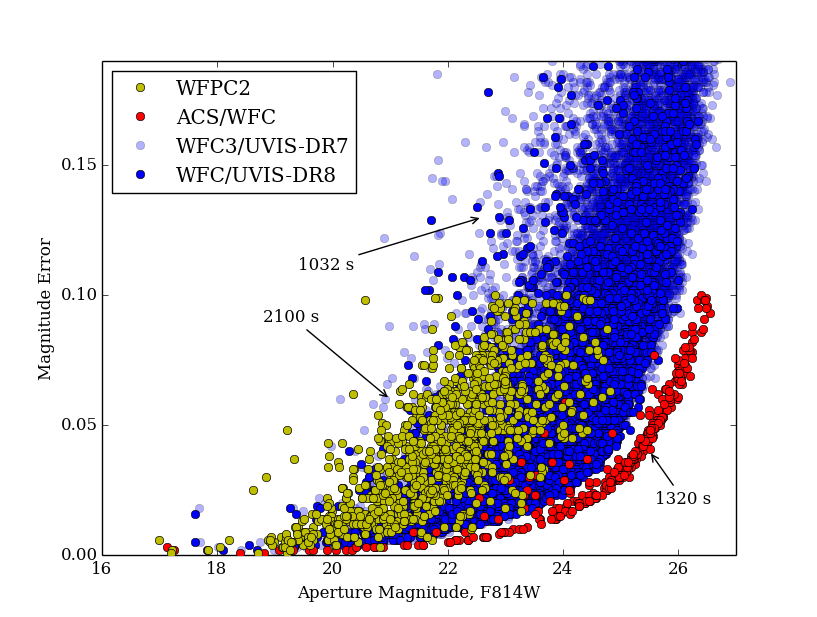 WFPC2
ACS/WFC
WFC3/UVIS-DR7
WFC/UVIS-DR8
1032 s
2100 s
1320 s
0.15
0.10
0.05
0.00
Magnitude Error
16
18
20
22
24
26
Aperture Magnitude, F814W